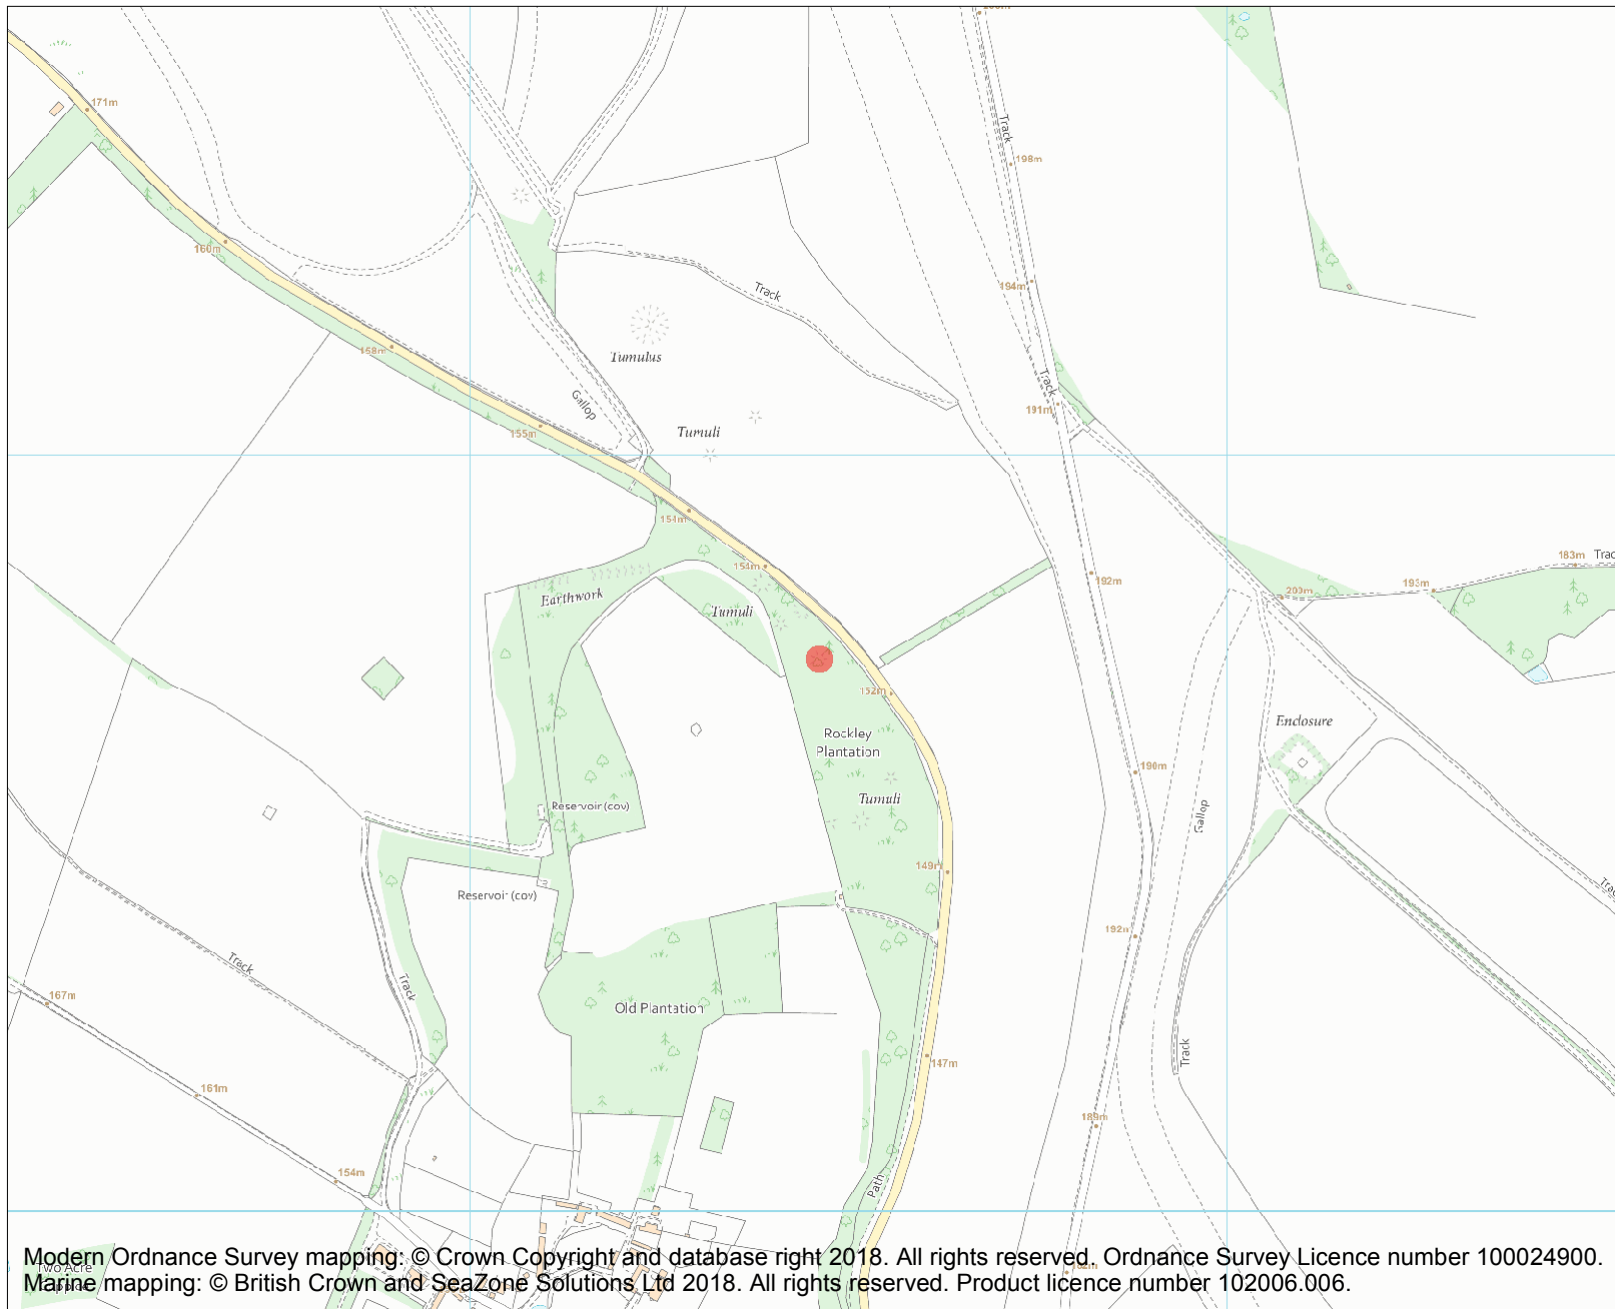 171m
Track
198m
160m
194m
Track
Tumulus
158m
Track
Gallop
191m
155m
Tumuli
154m
183m
154m
192m
193m
203m
Earthwork
Tumuli
152m
Enclosure
Rockley
Plantation
196m
Reservoir (cov)
Tumuli
Gallop
149m
Reservoir (cov)
192m
Track
Track
167m
Old Plantation
Track
147m
161m
189m
154m
Path
Modern Ordnance Survey mapping: © Crown Copyright and database right 2018. All rights reserved. Ordnance Survey Licence number 100024900.
Two Acre
Marine mapping: © British Crown and SeaZone Solutions Ltd 2018. All rights reserved. Product licence number 102006.006.